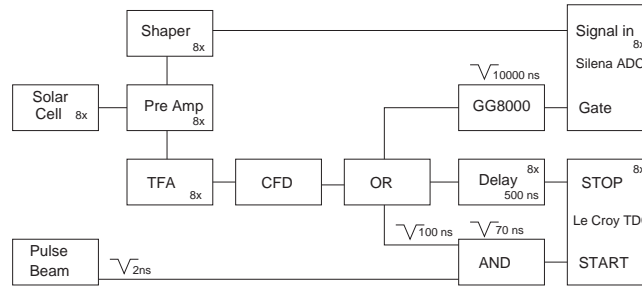 Shaper
8x
Signal in
8x
Silena ADC
10000 ns
Solar
Cell 8x
Pre Amp
8x
GG8000
Gate
TFA
8x
CFD
OR
8x
Delay
500 ns
8x
STOP
Le Croy TD
100 ns
70 ns
Pulse
Beam
2ns
AND
START